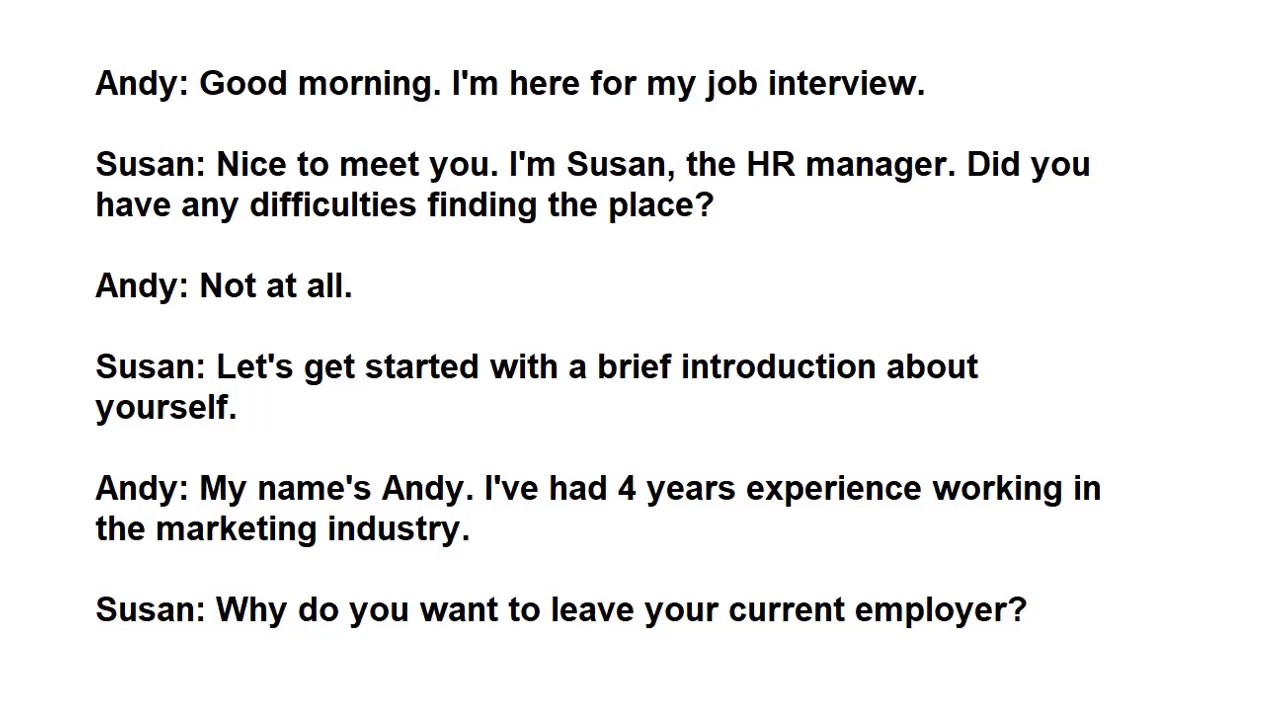 Andy: Good morning. I'm here for my job interview.
Susan: Nice to meet you. I'm Susan, the HR manager. Did you
have any difficulties finding the place?
Andy: Not at all.
Susan: Let's get started with a brief introduction about
yourself.
Andy: My name's Andy. I've had 4 years experience working in
the marketing industry.
Susan: Why do you want to leave your current employer?